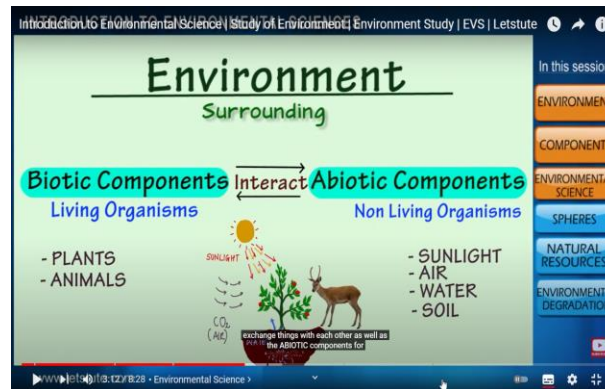 Introduction to Environmental Science | Study of Environment | Environment Study | EVS | Letstute
Environment
Surrounding
In this session
ENVIRONMENT
COMPONENT
ENVIRONMENTA
SCIENCE
SPHERES
NATURAL
RESOURCES
ENVIRONMENT
DEGRADATIO
Biotic Components
Interact
Abiotic Components
Living Organisms
Non Living Organisms
- PLANTS
- ANIMALS
SUNLIGHT
CO2
(AIR)
- SUNLIGHT
- AIR
- WATER
- SOIL
exchange things with each other as well as
the ABIOTIC components for
3:12 / 8:28 • Environmental Science >